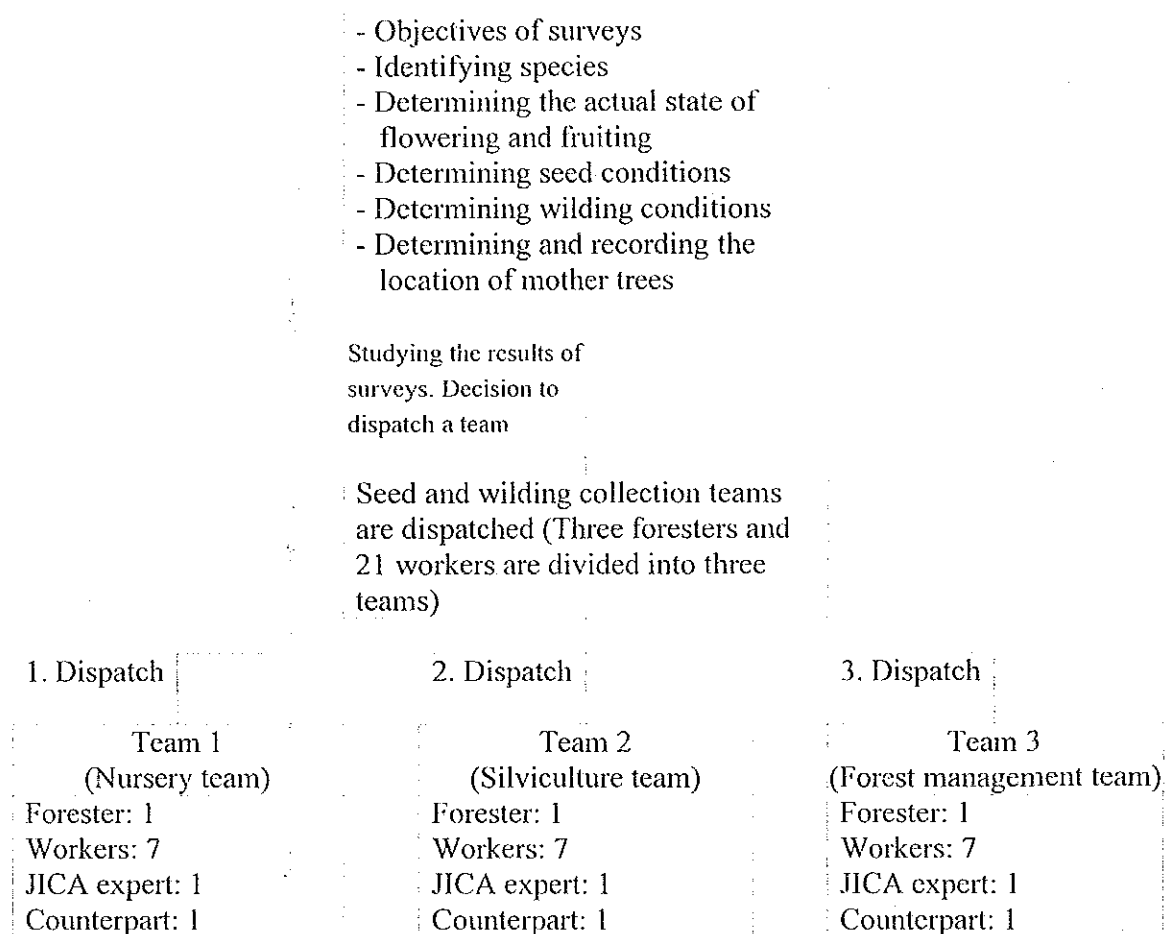 - Objectives of surveys
- Identifying species
- Determining the actual state of
flowering and fruiting
- Determining seed conditions
- Determining wilding conditions
- Determining and recording the
location of mother trees
Studying the results of
surveys. Decision to
dispatch a team
Seed and wilding collection teams
are dispatched (Three foresters and
21 workers are divided into three
teams)
1. Dispatch
2. Dispatch
3. Dispatch
Team 1
(Nursery team)
Forester: 1
Workers: 7
JICA expert: 1
Counterpart: 1
Team 2
(Silviculture team)
Forester: 1
Workers: 7
JICA expert: 1
Counterpart: 1
Team 3
(Forest management team)
Forester: 1
Workers: 7
JICA expert: 1
Counterpart: 1